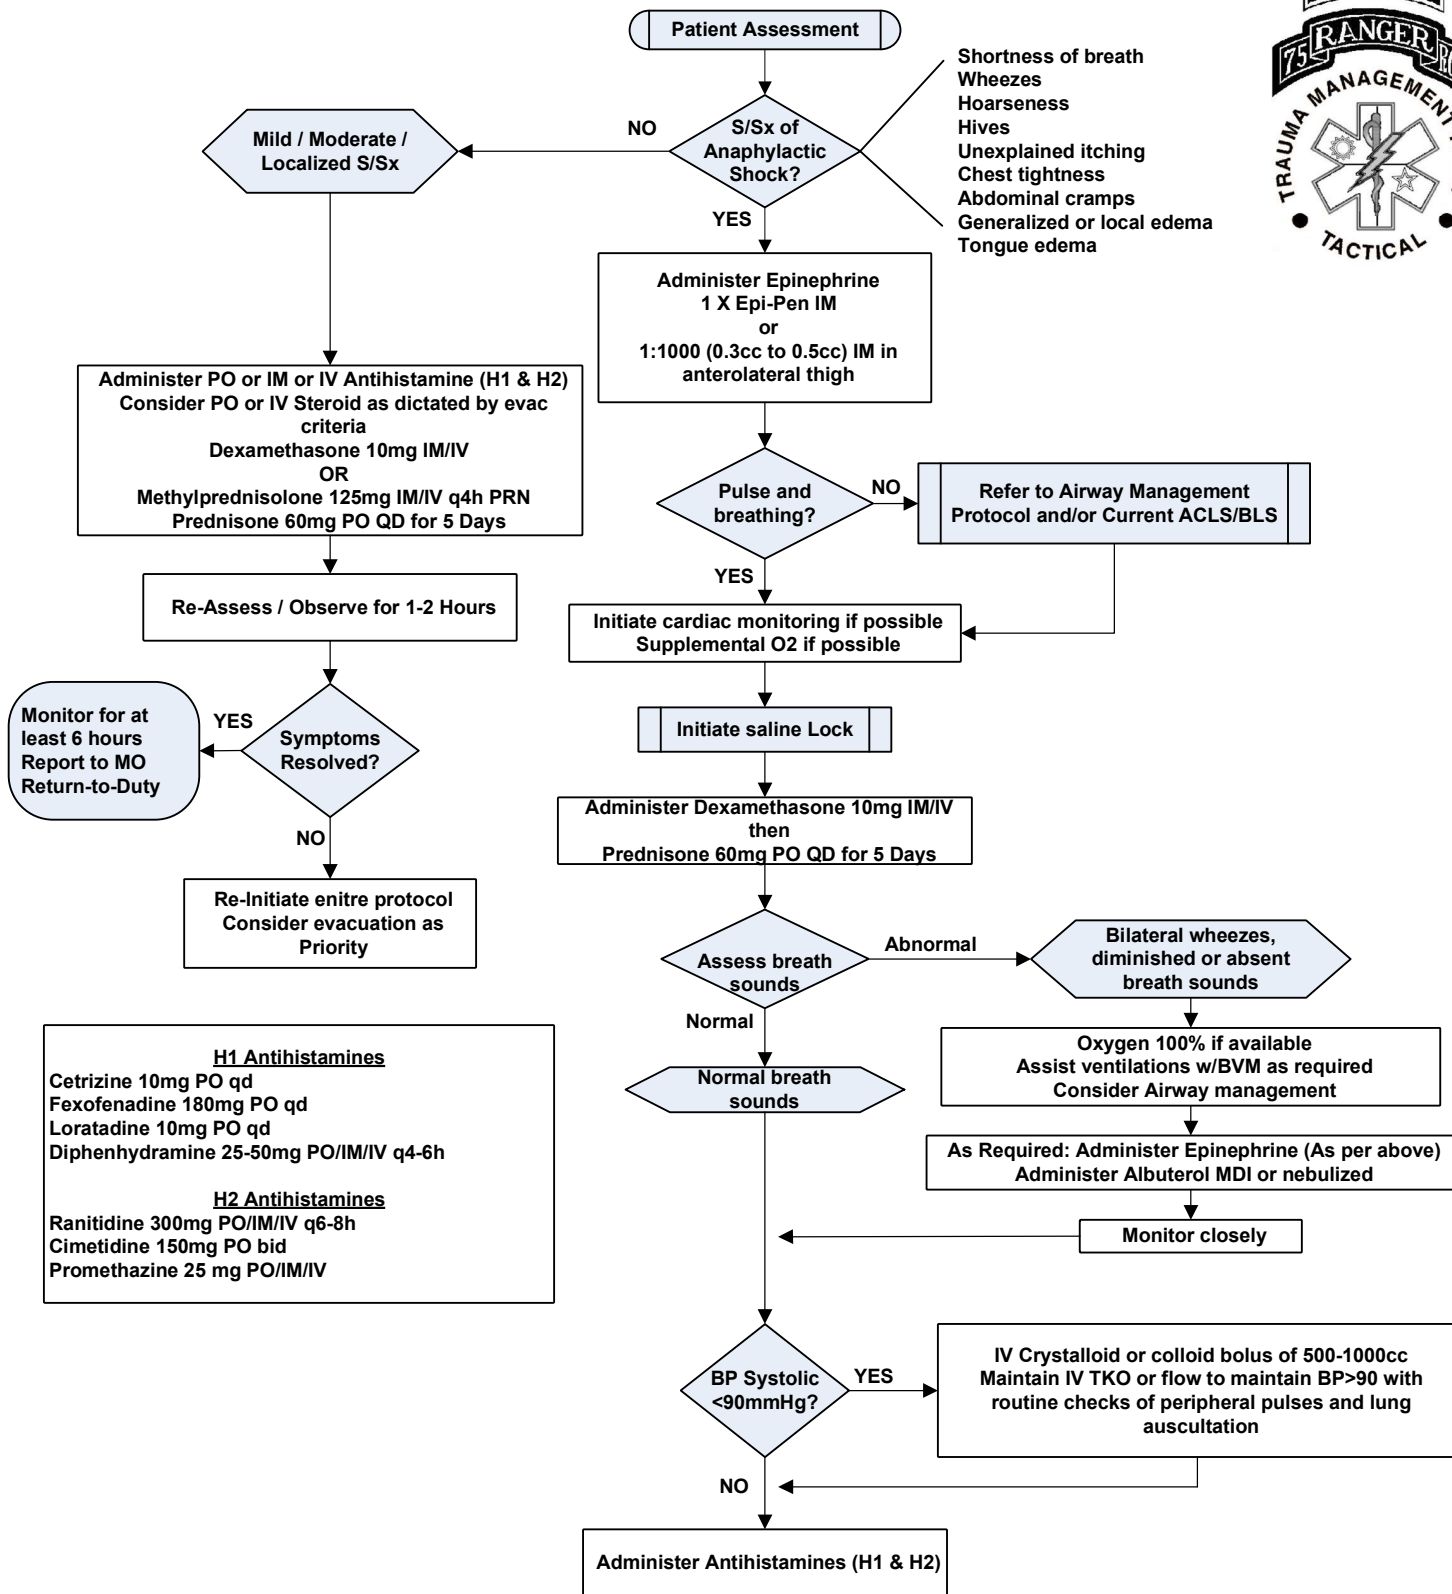 Patient Assessment
75 RANGER
TRAUMA MANAGEMENT
TACTICAL
S/Sx of
Anaphylactic
Shock?
Shortness of breath
Wheezes
Hoarseness
Hives
Unexplained itching
Chest tightness
Abdominal cramps
Generalized or local edema
Tongue edema
NO
Mild / Moderate /
Localized S/Sx
YES
Administer Epinephrine
1 X Epi-Pen IM
or
1:1000 (0.3cc to 0.5cc) IM in
anterolateral thigh
Administer PO or IM or IV Antihistamine (H1 & H2)
Consider PO or IV Steroid as dictated by evac
criteria
Dexamethasone 10mg IM/IV
OR
Methylprednisolone 125mg IM/IV q4h PRN
Prednisone 60mg PO QD for 5 Days
Pulse and
breathing?
NO
Refer to Airway Management
Protocol and/or Current ACLS/BLS
YES
Re-Assess / Observe for 1-2 Hours
Initiate cardiac monitoring if possible
Supplemental O2 if possible
Symptoms
Resolved?
YES
Monitor for at
least 6 hours
Report to MO
Return-to-Duty
Initiate saline Lock
NO
Administer Dexamethasone 10mg IM/IV
then
Prednisone 60mg PO QD for 5 Days
Re-Initiate enitre protocol
Consider evacuation as
Priority
Assess breath
sounds
Abnormal
Bilateral wheezes,
diminished or absent
breath sounds
Normal
Oxygen 100% if available
Assist ventilations w/BVM as required
Consider Airway management
Normal breath
sounds
H1 Antihistamines
Cetrizine 10mg PO qd
Fexofenadine 180mg PO qd
Loratadine 10mg PO qd
Diphenhydramine 25-50mg PO/IM/IV q4-6h
H2 Antihistamines
Ranitidine 300mg PO/IM/IV q6-8h
Cimetidine 150mg PO bid
Promethazine 25 mg PO/IM/IV
As Required: Administer Epinephrine (As per above)
Administer Albuterol MDI or nebulized
Monitor closely
BP Systolic
<90mmHg?
YES
IV Crystalloid or colloid bolus of 500-1000cc
Maintain IV TKO or flow to maintain BP>90 with
routine checks of peripheral pulses and lung
auscultation
NO
Administer Antihistamines (H1 & H2)